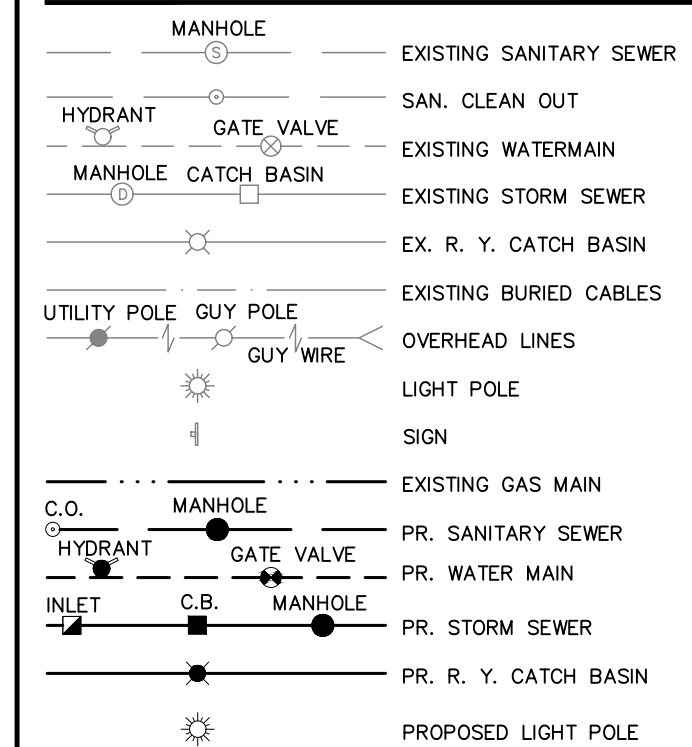 MANHOLE
S
EXISTING SANITARY SEWER
SAN. CLEAN OUT
HYDRANT
GATE VALVE
EXISTING WATERMAIN
MANHOLE CATCH BASIN
D
EXISTING STORM SEWER
EX. R. Y. CATCH BASIN
EXISTING BURIED CABLES
UTILITY POLE GUY POLE
GUY WIRE
OVERHEAD LINES
LIGHT POLE
SIGN
EXISTING GAS MAIN
C.O.
MANHOLE
PR. SANITARY SEWER
HYDRANT
GATE VALVE
PR. WATER MAIN
INLET C.B. MANHOLE
PR. STORM SEWER
PR. R. Y. CATCH BASIN
PROPOSED LIGHT POLE